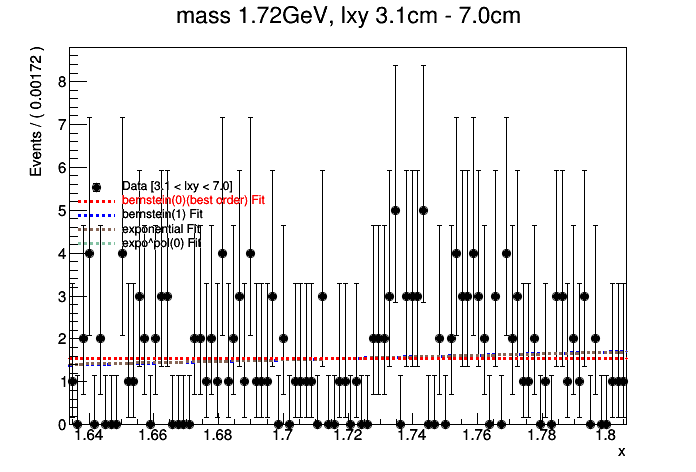 mass 1.72GeV, lxy 3.1cm - 7.0cm
Events / ( 0.00172 )
8
7
6
5
4
3
2
1
0
Data [3.1 < lxy < 7.0]
bernstein(0)(best order) Fit
bernstein(1) Fit
exponential Fit
expo^pol(0) Fit
1.64 1.66 1.68 1.7 1.72 1.74 1.76 1.78 1.8
x